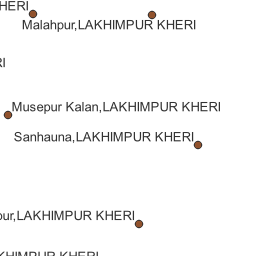 HERI
Malahpur,LAKHIMPUR KHERI
RI
Musepur Kalan,LAKHIMPUR KHERI
Sanhauna,LAKHIMPUR KHERI
pur,LAKHIMPUR KHERI
KHIMPUR KHERI